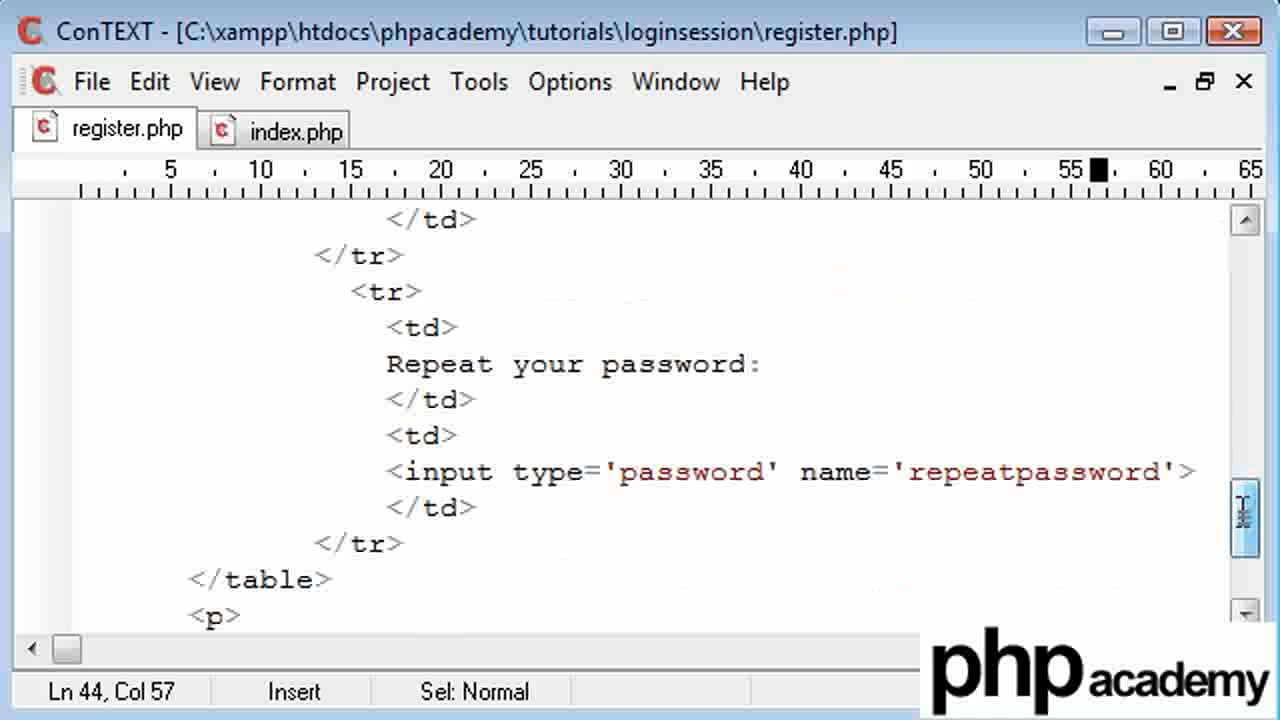 ConTEXT - [C:\xampp\htdocs\phpacademy\tutorials\loginsession\register.php]
File Edit View Format Project Tools Options Window Help
register.php index.php
5 10 15 20 25 30 35 40 45 50 55 60 65
</td>
</tr>
<tr>
<td>
Repeat your password:
</td>
<td>
<input type='password' name='repeatpassword'>
</td>
</tr>
</table>
<p>
Ln 44, Col 57 Insert Sel: Normal
php academy